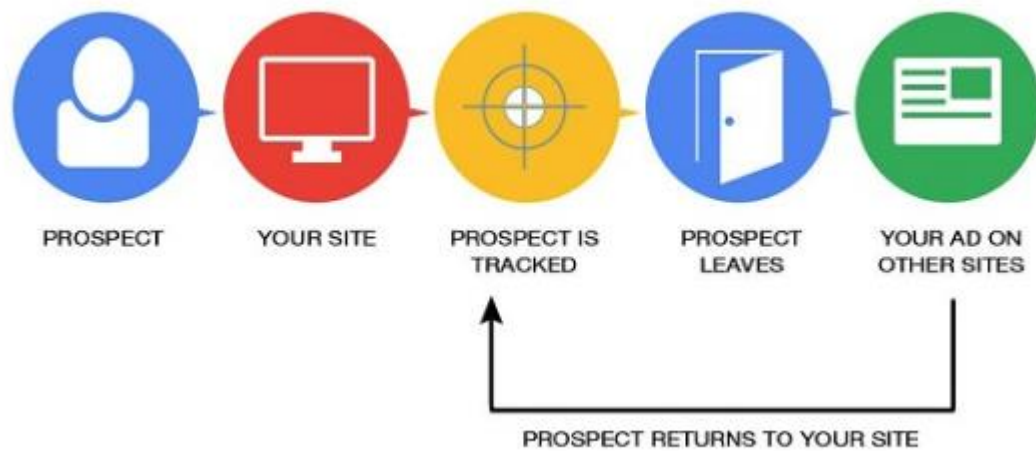 PROSPECT
YOUR SITE
PROSPECT IS
TRACKED
PROSPECT
LEAVES
YOUR AD ON
OTHER SITES
PROSPECT RETURNS TO YOUR SITE